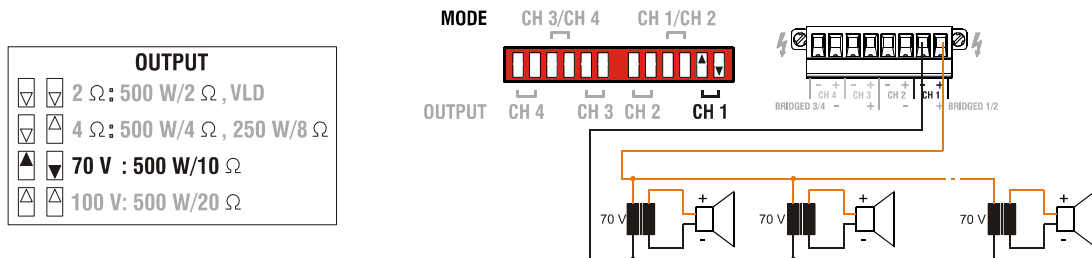 OUTPUT
2 Ω: 500 W/2 Ω , VLD
4 Ω: 500 W/4 Ω , 250 W/8 Ω
70 V : 500 W/10 Ω
100 V: 500 W/20 Ω
MODE CH 3/CH 4 CH 1/CH 2
OUTPUT CH 4 CH 3 CH 2 CH 1
- + - + - + - +
CH 4 CH 3 CH 2 CH 1
BRIDGED 3/4 - + - + BRIDGED 1/2
70 V + -
70 V + -
70 V + -